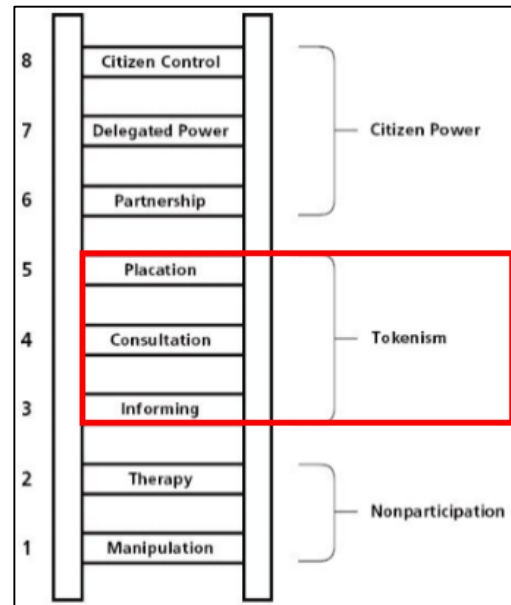 8 Citizen Control
7 Delegated Power Citizen Power
6 Partnership
5 Placation
4 Consultation Tokenism
3 Informing
2 Therapy
Nonparticipation
1 Manipulation